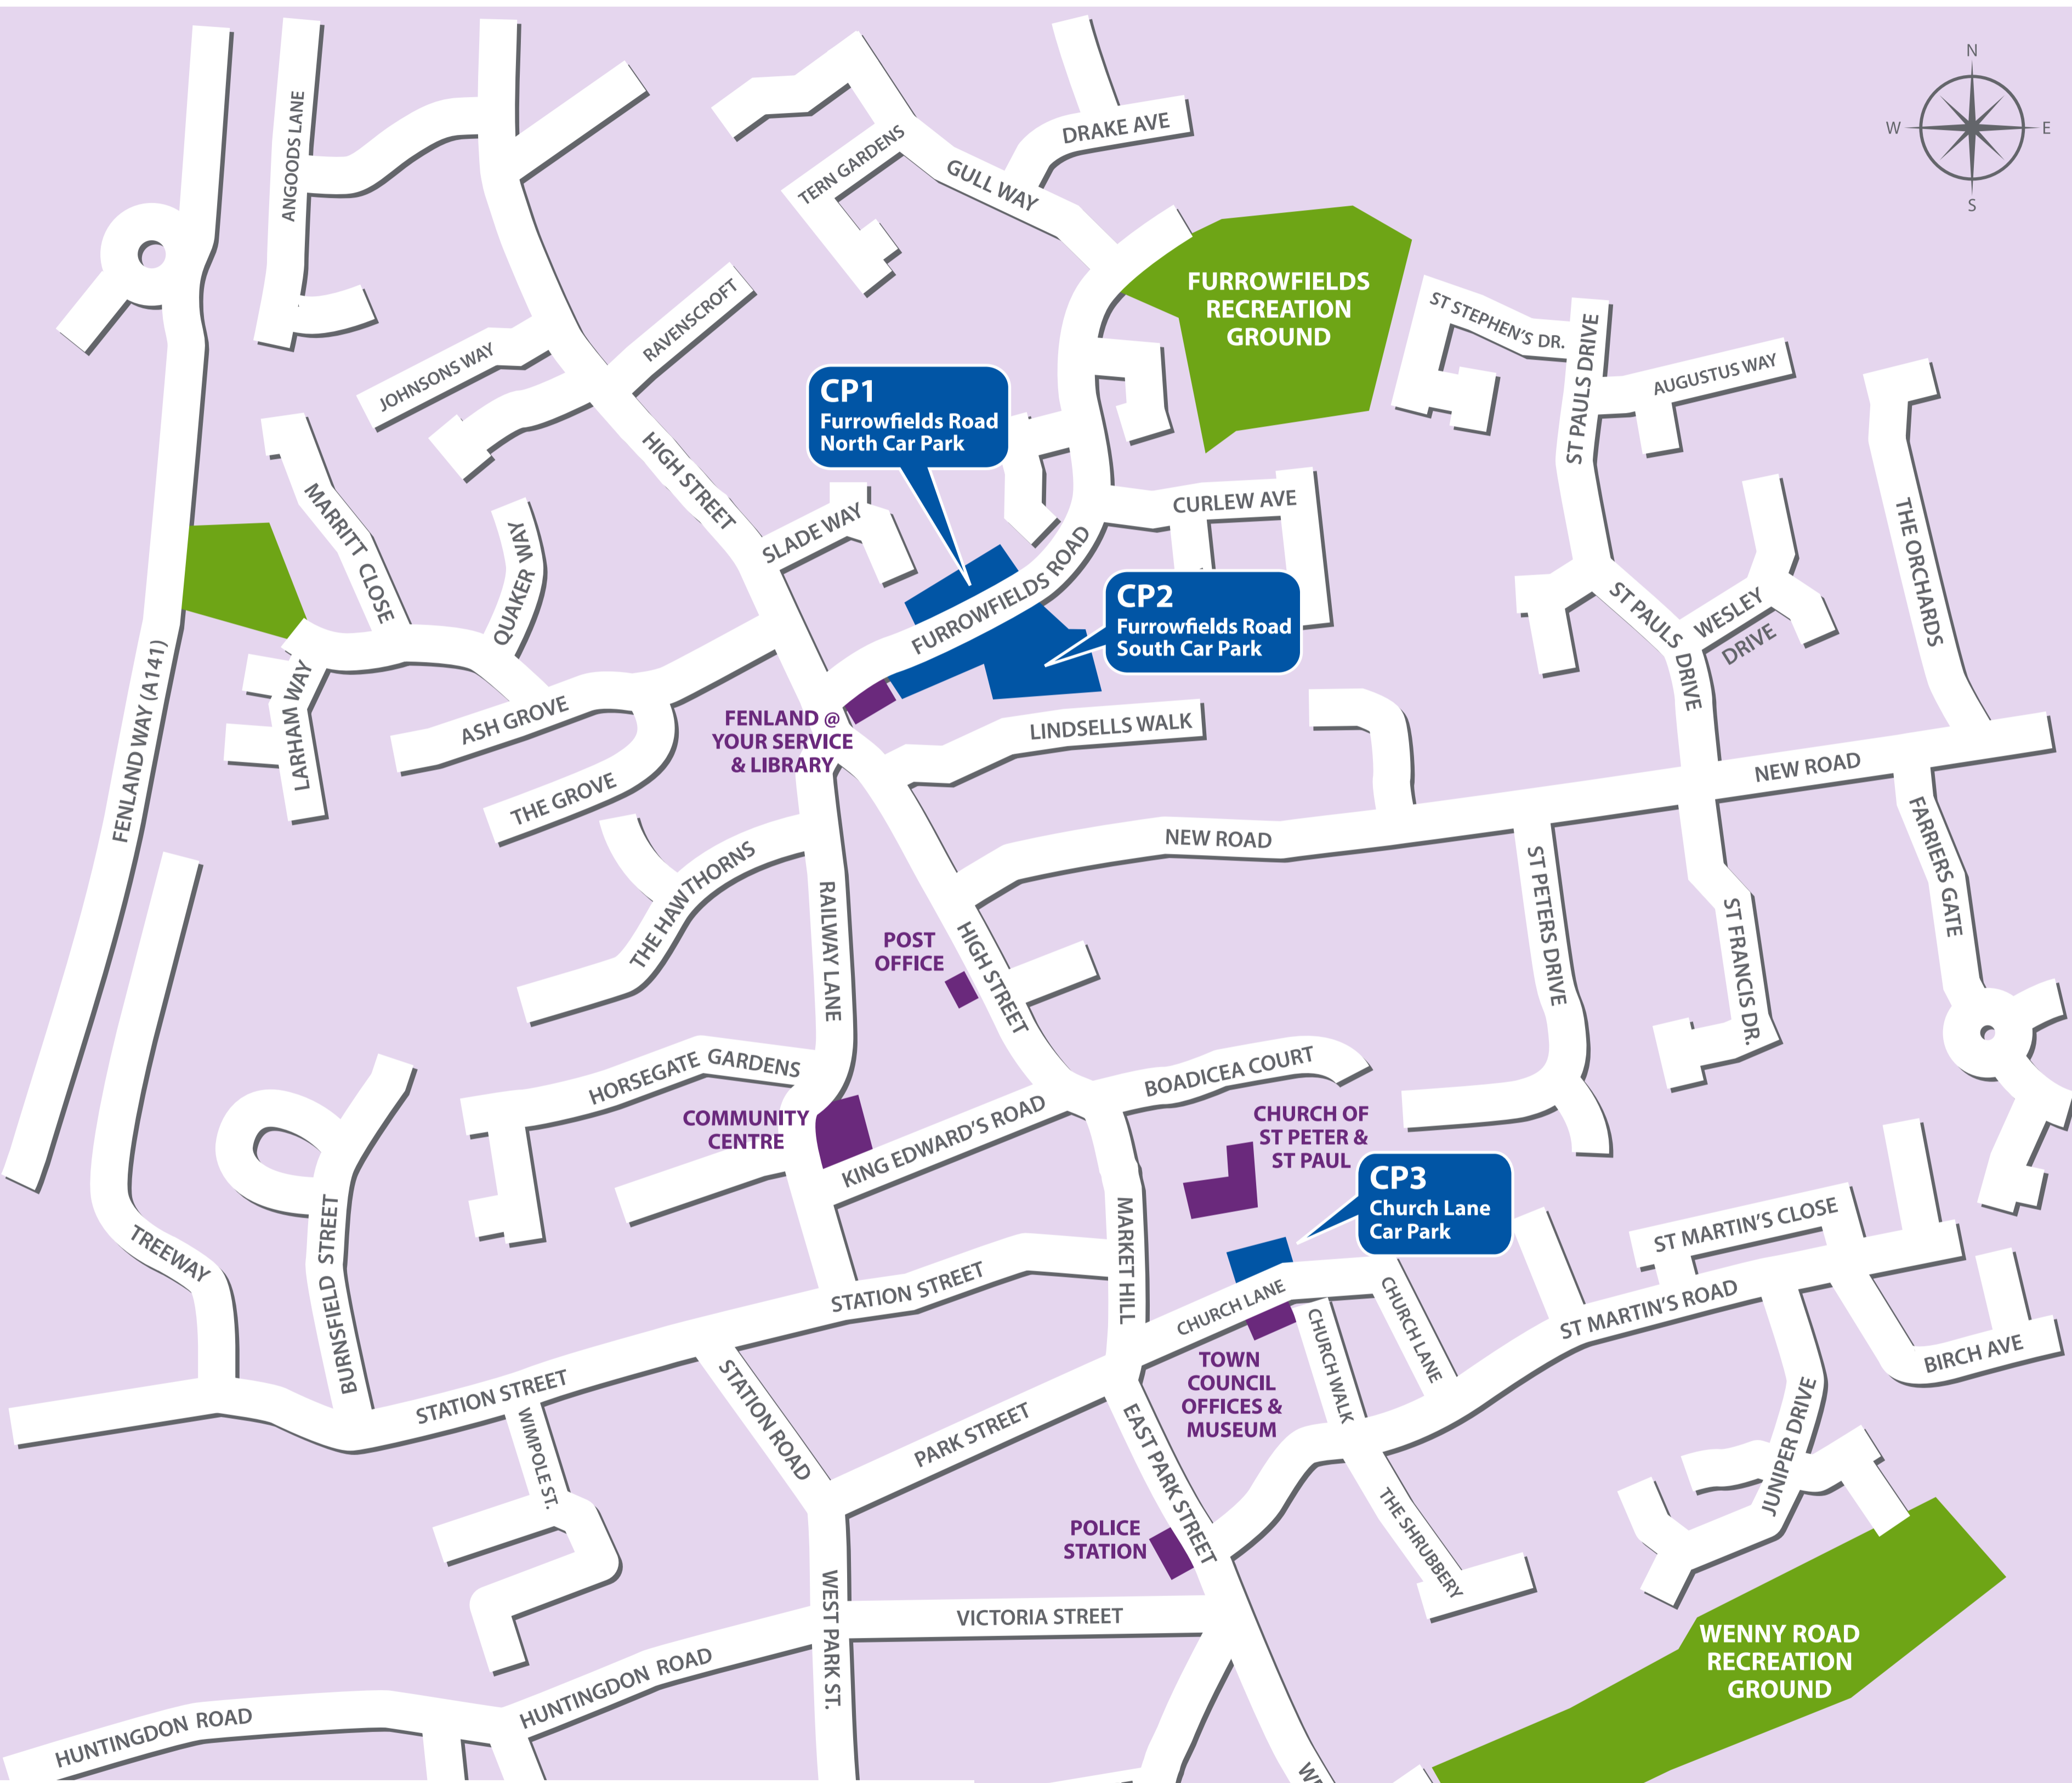 N
W
E
S
ANGOODS LANE
DRAKE AVE
TERN GARDENS
GULL WAY
FURROWFIELDS
RECREATION
GROUND
ST STEPHEN'S DR.
ST PAULS DRIVE
AUGUSTUS WAY
RAVENSCROFT
JOHNSONS WAY
CP1
Furrowfields Road
North Car Park
HIGH STREET
MARRITT CLOSE
QUAKER WAY
SLADE WAY
CURLEW AVE
FURROWFIELDS ROAD
CP2
Furrowfields Road
South Car Park
ST PAULS DRIVE
WESLEY
DRIVE
THE ORCHARDS
FENLAND WAY (A141)
LARHAM WAY
ASH GROVE
THE GROVE
FENLAND @
YOUR SERVICE
& LIBRARY
LINDSELLS WALK
NEW ROAD
NEW ROAD
THE HAWTHORNS
RAILWAY LANE
POST
OFFICE
HIGH STREET
ST PETERS DRIVE
ST FRANCIS DR.
FARRIERS GATE
HORSEGATE GARDENS
COMMUNITY
CENTRE
KING EDWARD'S ROAD
BOADICEA COURT
CHURCH OF
ST PETER &
ST PAUL
CP3
Church Lane
Car Park
TREEWAY
BURNSFIELD STREET
STATION STREET
MARKET HILL
CHURCH LANE
CHURCH LANE
CHURCH WALK
ST MARTIN'S CLOSE
ST MARTIN'S ROAD
BIRCH AVE
TOWN
COUNCIL
OFFICES &
MUSEUM
STATION STREET
WIMPOLE ST.
STATION ROAD
PARK STREET
EAST PARK STREET
JUNIPER DRIVE
THE SHRUBBERY
POLICE
STATION
WEST PARK ST.
VICTORIA STREET
WENNY ROAD
RECREATION
GROUND
HUNTINGDON ROAD
HUNTINGDON ROAD